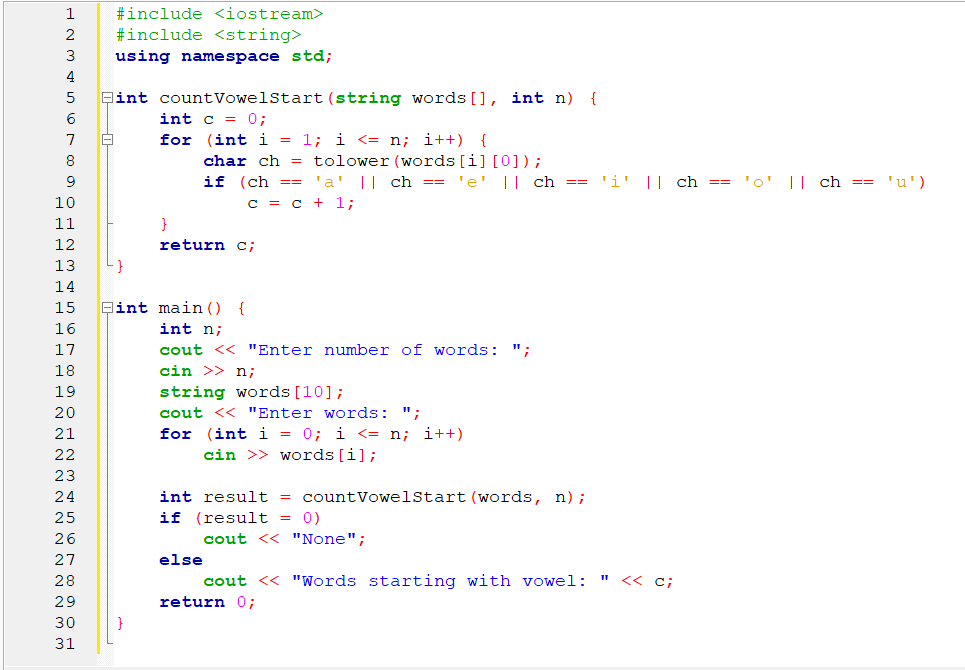 1 #include <iostream>
2 #include <string>
3 using namespace std;
4
5 int countVowelStart(string words[], int n) {
6     int c = 0;
7     for (int i = 1; i <= n; i++) {
8         char ch = tolower(words[i][0]);
9         if (ch == 'a' || ch == 'e' || ch == 'i' || ch == 'o' || ch == 'u')
10             c = c + 1;
11     }
12     return c;
13 }
14
15 int main() {
16     int n;
17     cout << "Enter number of words: ";
18     cin >> n;
19     string words[10];
20     cout << "Enter words: ";
21     for (int i = 0; i <= n; i++)
22         cin >> words[i];
23
24     int result = countVowelStart(words, n);
25     if (result = 0)
26         cout << "None";
27     else
28         cout << "Words starting with vowel: " << c;
29     return 0;
30 }
31